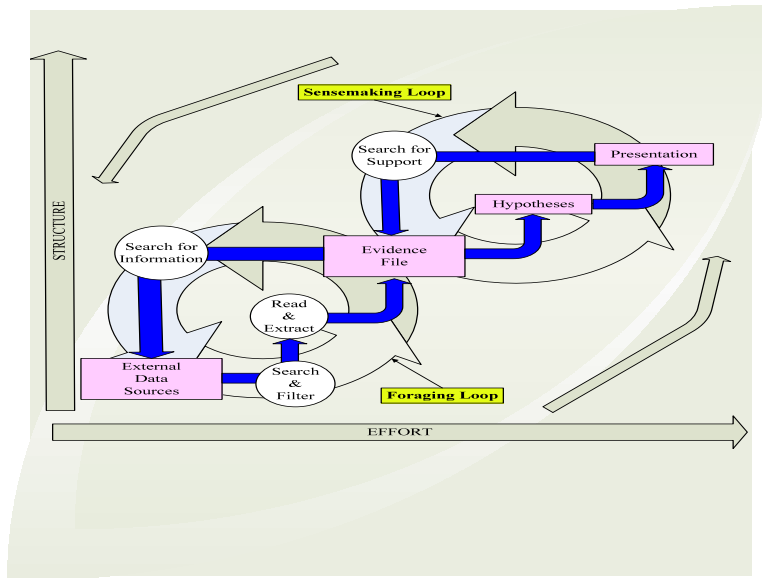 Sensemaking Loop
Search for
Support
Presentation
Hypotheses
STRUCTURE
Search for
Information
Evidence
File
Read
&
Extract
External
Data
Sources
Search
&
Filter
Foraging Loop
EFFORT